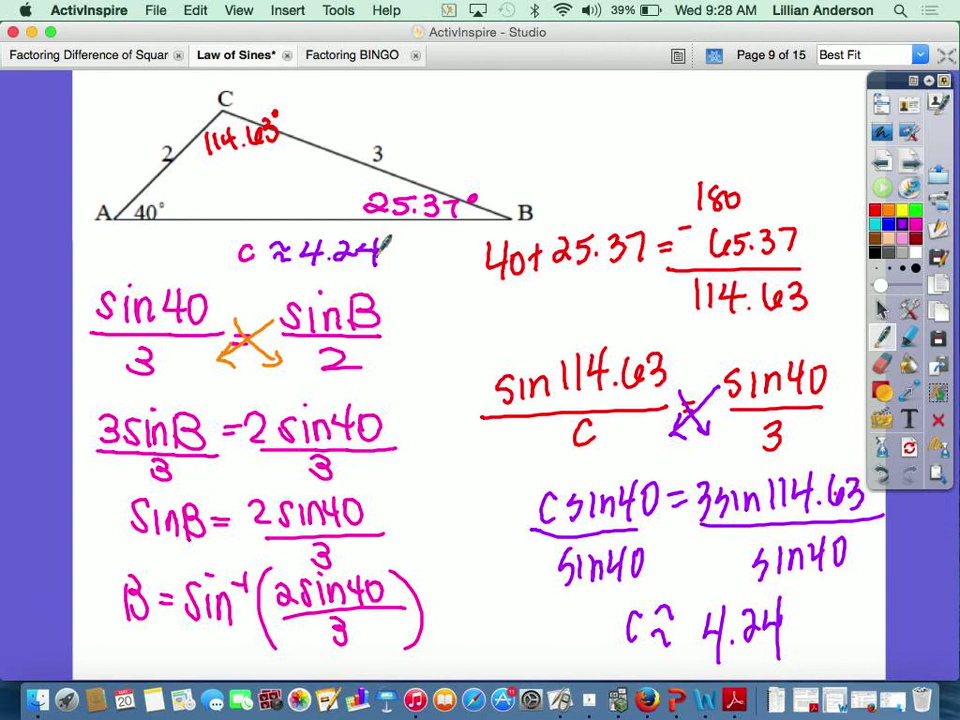 ActivInspire File Edit View Insert Tools Help 39% Wed 9:28 AM Lillian Anderson
ActivInspire - Studio
Factoring Difference of Squar Law of Sines* Factoring BINGO Page 9 of 15 Best Fit
C
114.63°
2 3
A 40° 25.37° B
c ≈ 4.24
180
40+25.37 = - 65.37
114.63
sin40 = sinB
3 2
sin114.63 = sin40
c 3
3sinB = 2sin40
3 3
sinB = 2sin40
3
B = sin⁻¹(2sin40
3)
csin40 = 3sin114.63
sin40 sin40
c ≈ 4.24